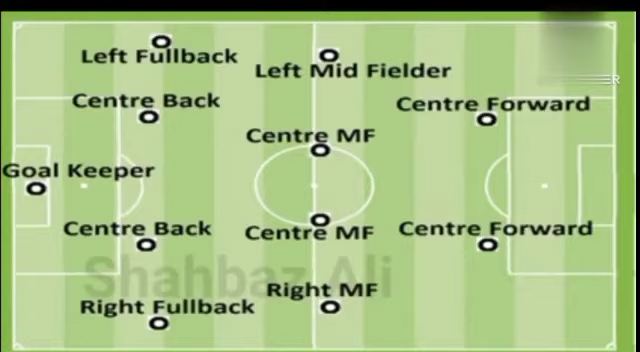 Left Fullback
Left Mid Fielder
Centre Back
Centre Forward
Centre MF
Goal Keeper
Centre Back
Centre MF
Centre Forward
Shahbaz Ali
Right MF
Right Fullback